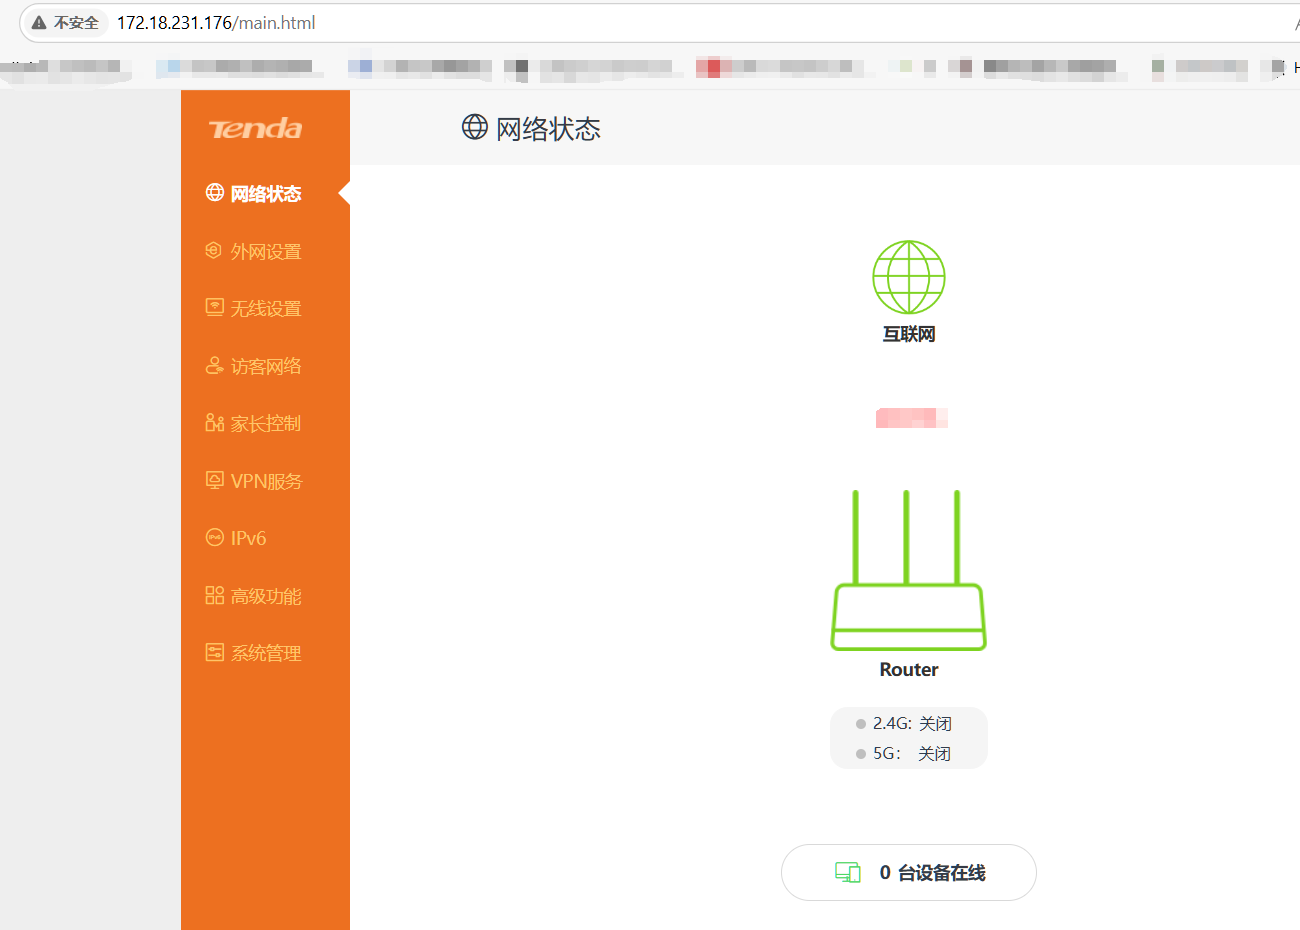 不安全 172.18.231.176/main.html
Tenda
网络状态
网络状态
外网设置
无线设置
访客网络
家长控制
VPN服务
IPv6
高级功能
系统管理
互联网
Router
2.4G: 关闭
5G: 关闭
0 台设备在线